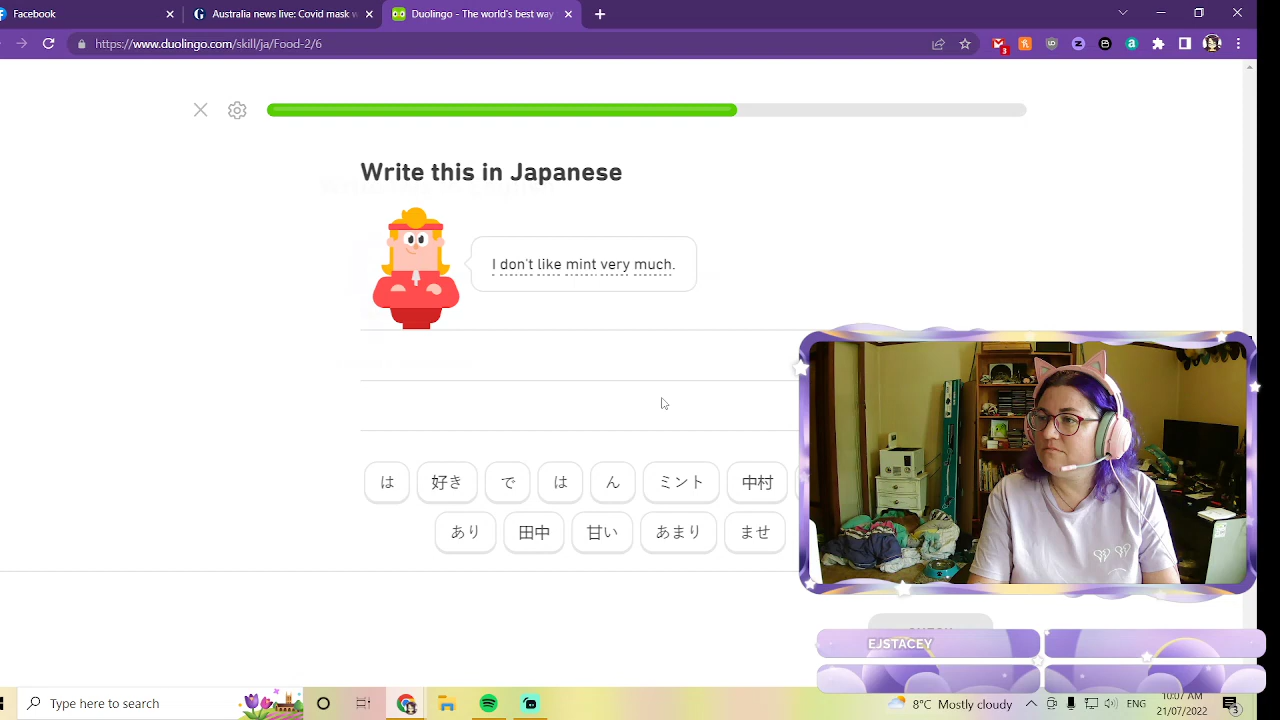 Facebook
Australia news live: Covid mask w
Duolingo - The world's best way
https://www.duolingo.com/skill/ja/Food-2/6
3
Write this in Japanese
I don't like mint very much.
は 好き で は ん ミント 中村
あり 田中 甘い あまり ませ
EJSTACEY
Type here to search
8°C Mostly cloudy
ENG
10:07 AM
21/07/2022
3